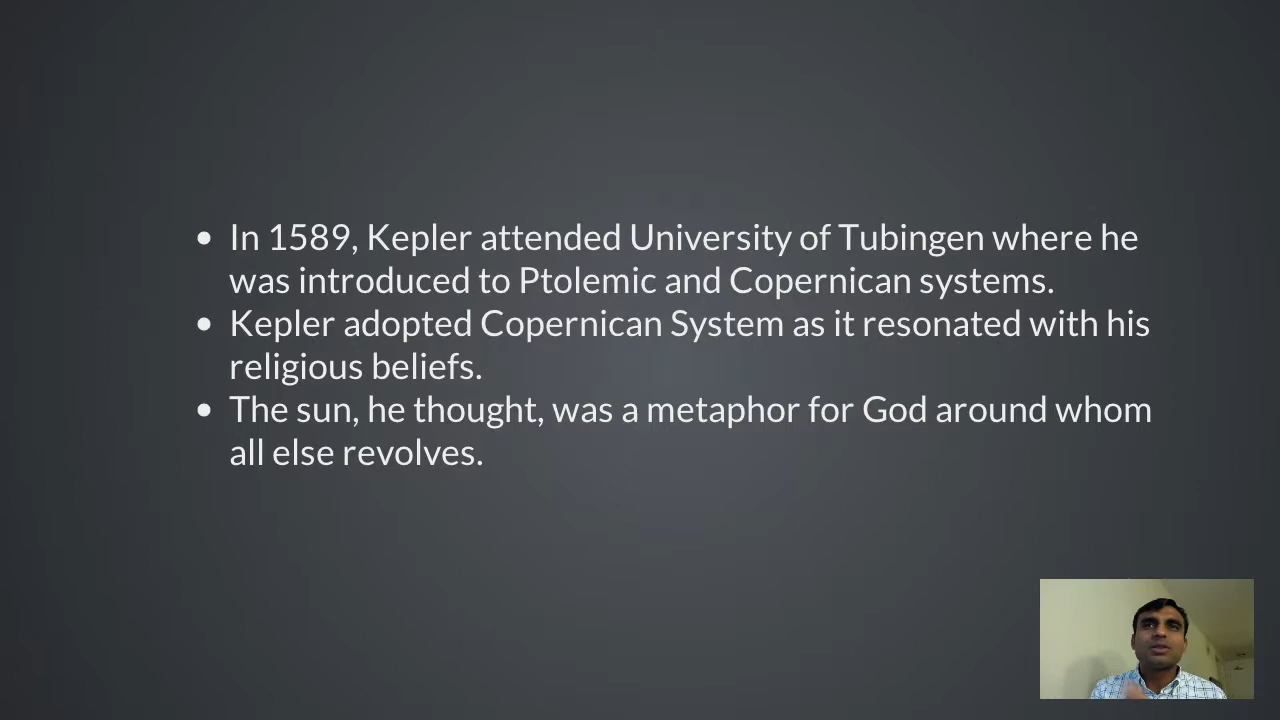 • In 1589, Kepler attended University of Tubingen where he
was introduced to Ptolemic and Copernican systems.
• Kepler adopted Copernican System as it resonated with his
religious beliefs.
• The sun, he thought, was a metaphor for God around whom
all else revolves.